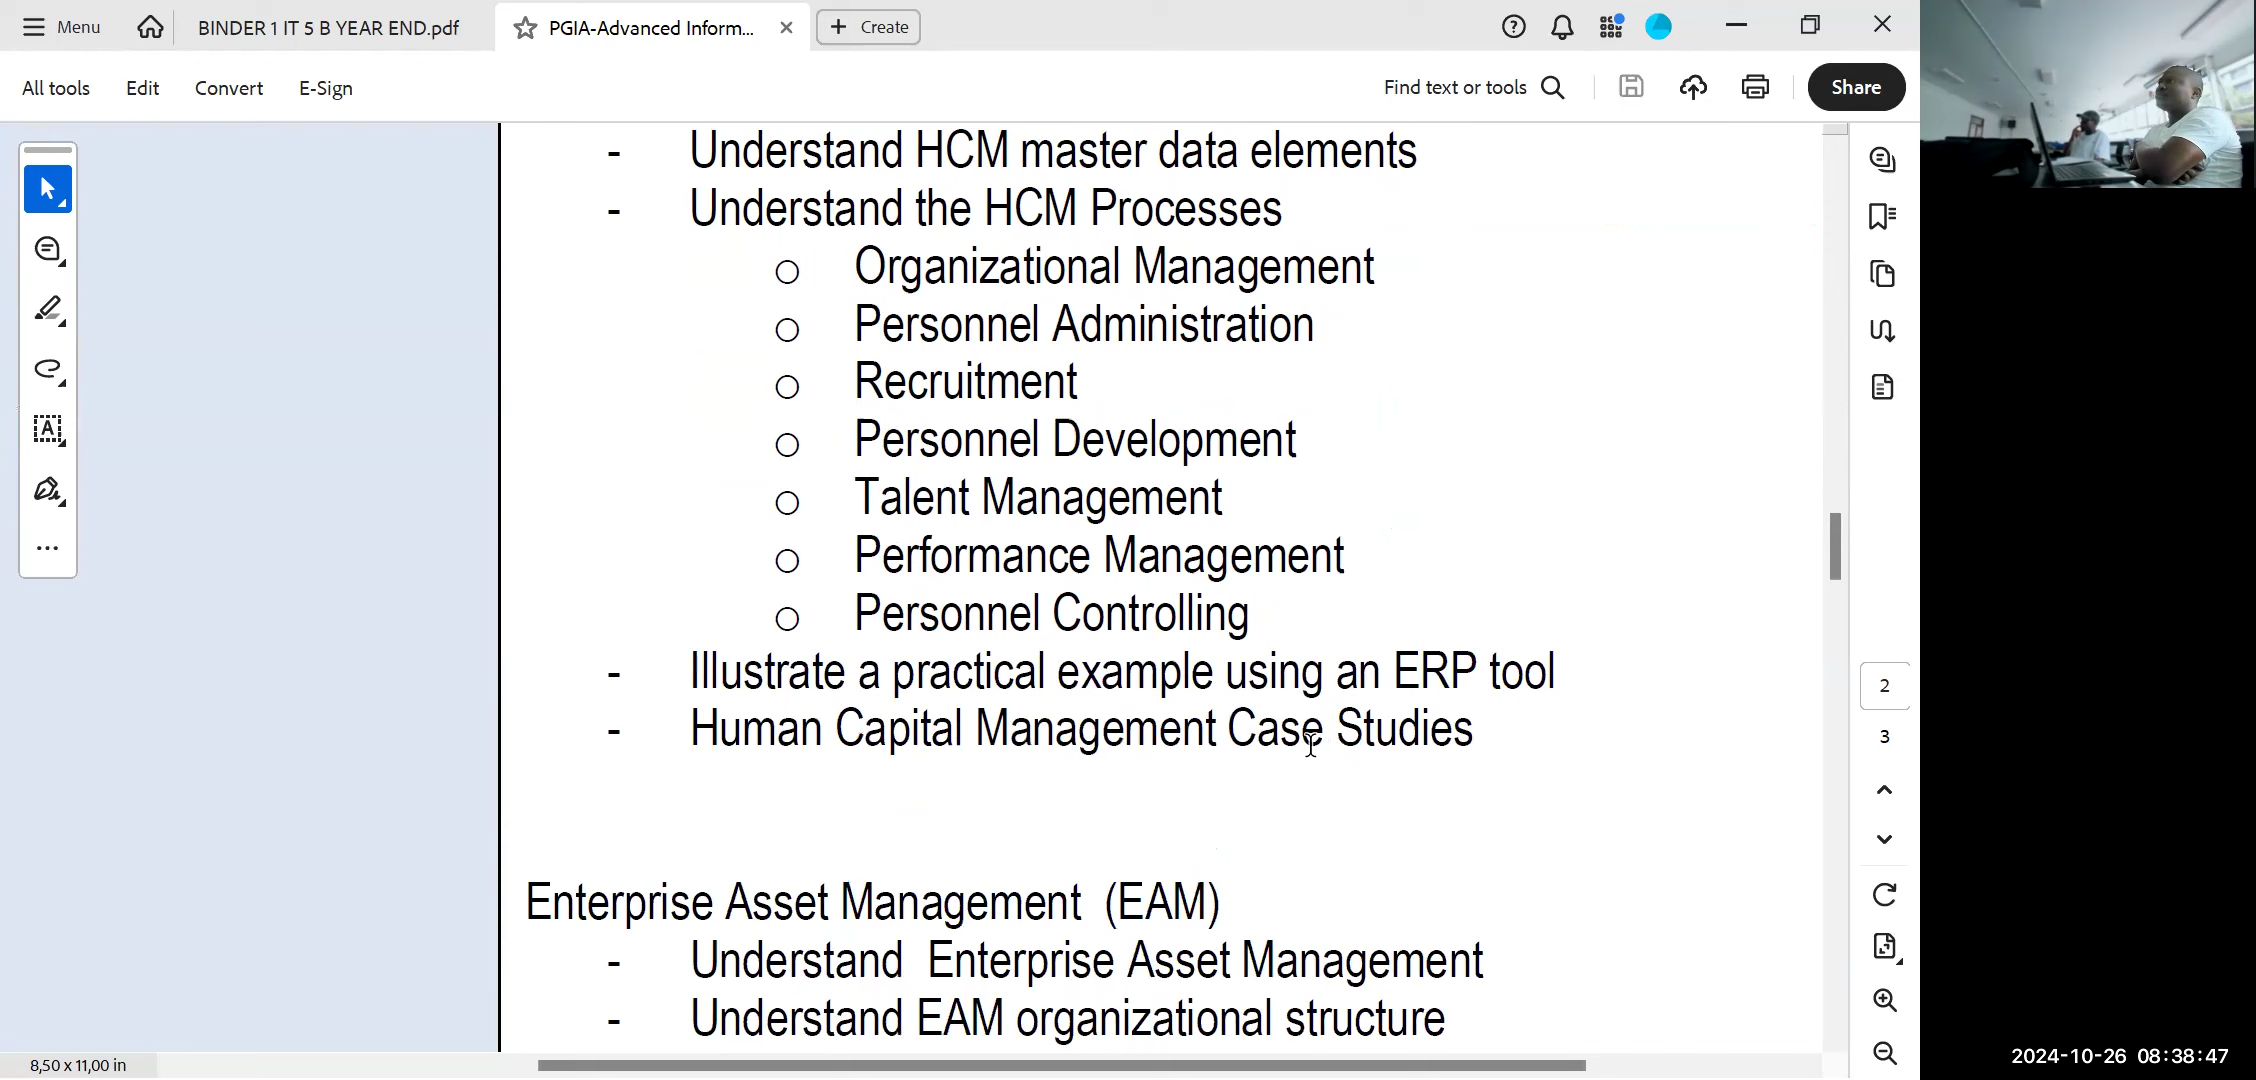 Menu
BINDER 1 IT 5 B YEAR END.pdf
PGIA-Advanced Inform...
Create
All tools
Edit
Convert
E-Sign
Find text or tools
Share
- Understand HCM master data elements
- Understand the HCM Processes
o Organizational Management
o Personnel Administration
o Recruitment
o Personnel Development
o Talent Management
o Performance Management
o Personnel Controlling
- Illustrate a practical example using an ERP tool
- Human Capital Management Case Studies
Enterprise Asset Management (EAM)
- Understand Enterprise Asset Management
- Understand EAM organizational structure
2
3
8,50 x 11,00 in
2024-10-26 08:38:47